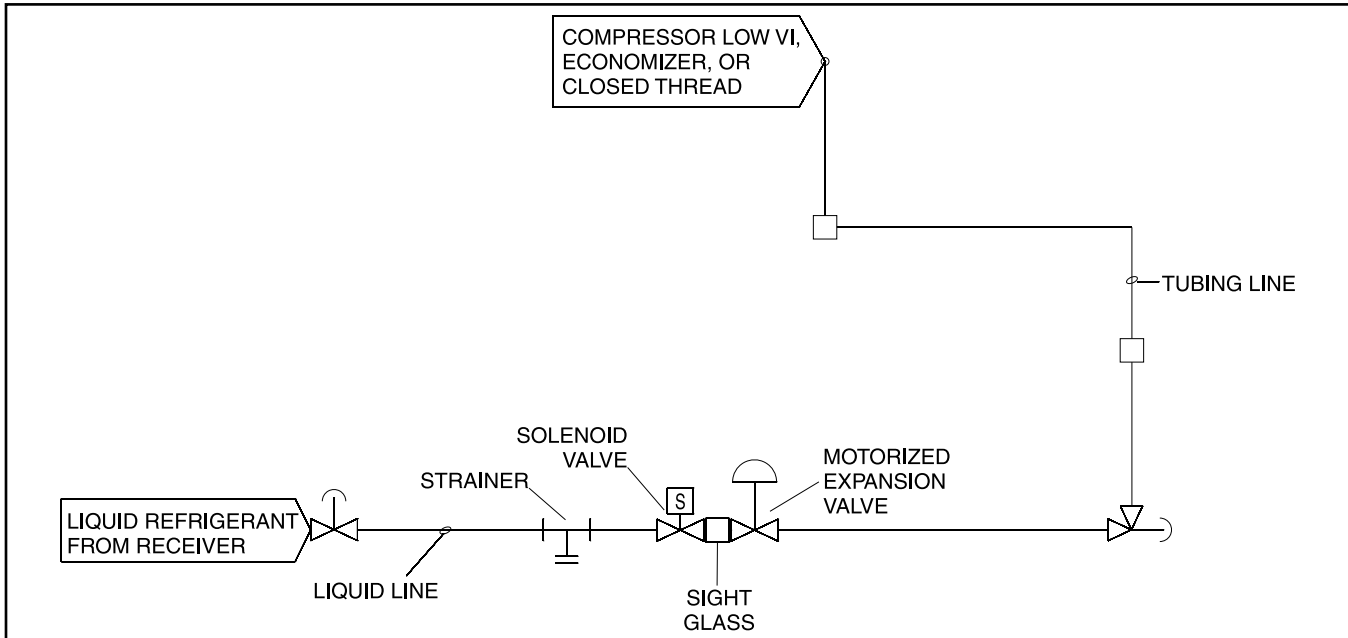 COMPRESSOR LOW VI,
ECONOMIZER, OR
CLOSED THREAD
TUBING LINE
SOLENOID
VALVE
MOTORIZED
EXPANSION
VALVE
STRAINER
S
LIQUID REFRIGERANT
FROM RECEIVER
LIQUID LINE
SIGHT
GLASS